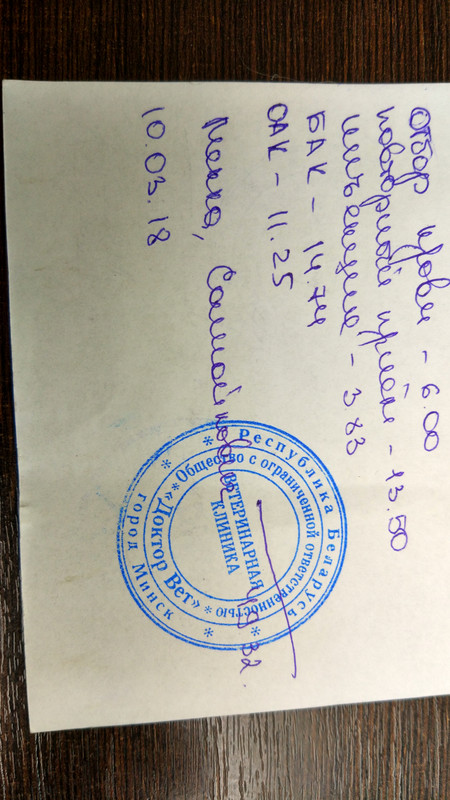 Отбор крови - 6.00
повторный приём - 13.50
инъекция - 3.83
БАК - 14.74
ОАК - 11.25
32.
10.03.18
Республика Беларусь
город Минск
Общество с ограниченной ответственностью
«Доктор Вет»
ВЕТЕРИНАРНАЯ
КЛИНИКА